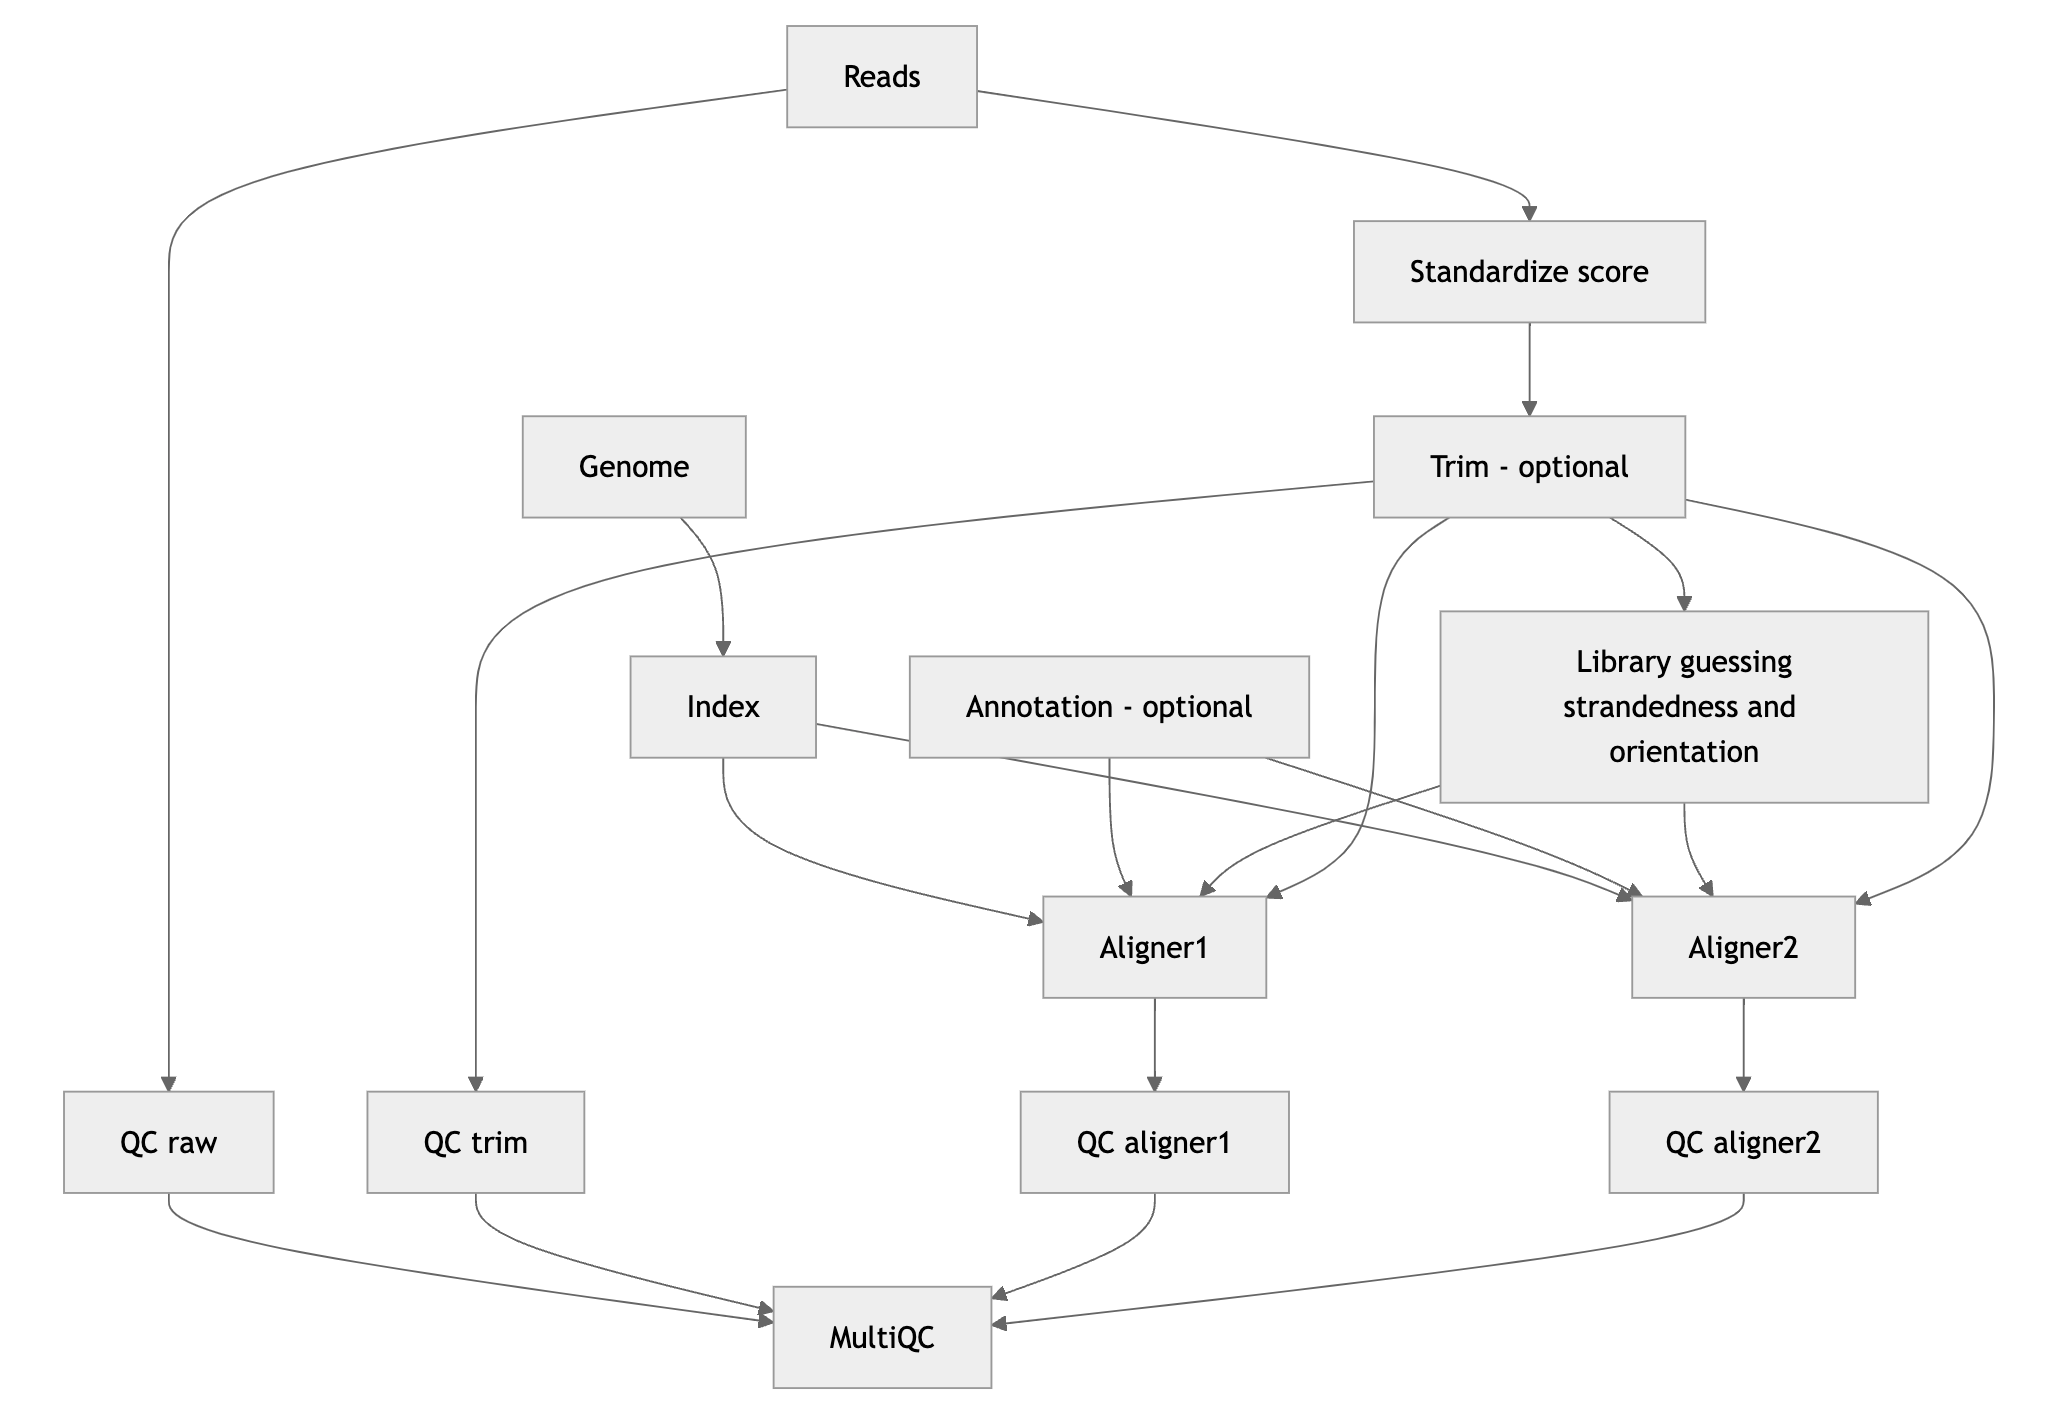 Reads
Standardize score
Genome
Trim - optional
Index
Annotation - optional
Library guessing
strandedness and
orientation
Aligner1
Aligner2
QC raw
QC trim
QC aligner1
QC aligner2
MultiQC